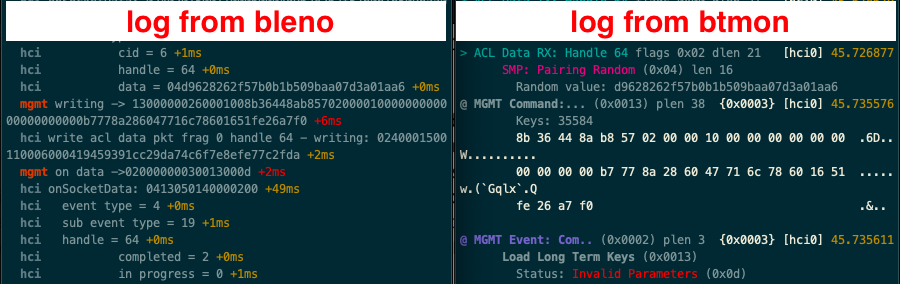 log from bleno
hci cid = 6 +1ms
hci handle = 64 +0ms
hci data = 04d9628262f57b0b1b509baa07d3a01aa6 +0ms
mgmt writing -> 13000000260001008b36448ab857020000100000000000
00000000000000b7778a286047716c78601651fe26a7f0 +6ms
hci write acl data pkt frag 0 handle 64 - writing: 0240001500
110006000419459391cc29da74c6f7e8efe77c2fda +2ms
mgmt on data ->02000000030013000d +2ms
hci onSocketData: 0413050140000200 +49ms
hci event type = 4 +0ms
hci sub event type = 19 +1ms
hci handle = 64 +0ms
hci completed = 2 +0ms
hci in progress = 0 +1ms
log from btmon
> ACL Data RX: Handle 64 flags 0x02 dlen 21 [hci0] 45.726877
SMP: Pairing Random (0x04) len 16
Random value: d9628262f57b0b1b509baa07d3a01aa6
@ MGMT Command:... (0x0013) plen 38 {0x0003} [hci0] 45.735576
Keys: 35584
8b 36 44 8a b8 57 02 00 00 10 00 00 00 00 00 00 .6D..
W..........
00 00 00 00 b7 77 8a 28 60 47 71 6c 78 60 16 51 .....
w.(`Gqlx`.Q
fe 26 a7 f0 .&..
@ MGMT Event: Com.. (0x0002) plen 3 {0x0003} [hci0] 45.735611
Load Long Term Keys (0x0013)
Status: Invalid Parameters (0x0d)